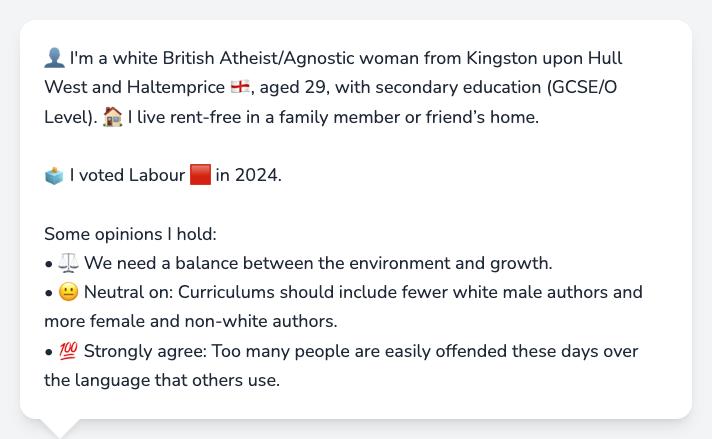 👤 I'm a white British Atheist/Agnostic woman from Kingston upon Hull
West and Haltemprice 🏴󠁧󠁢󠁥󠁮󠁧󠁿, aged 29, with secondary education (GCSE/O
Level). 🏠 I live rent-free in a family member or friend’s home.
🗳️ I voted Labour 🟥 in 2024.
Some opinions I hold:
• ⚖️ We need a balance between the environment and growth.
• 😐 Neutral on: Curriculums should include fewer white male authors and
more female and non-white authors.
• 💯 Strongly agree: Too many people are easily offended these days over
the language that others use.